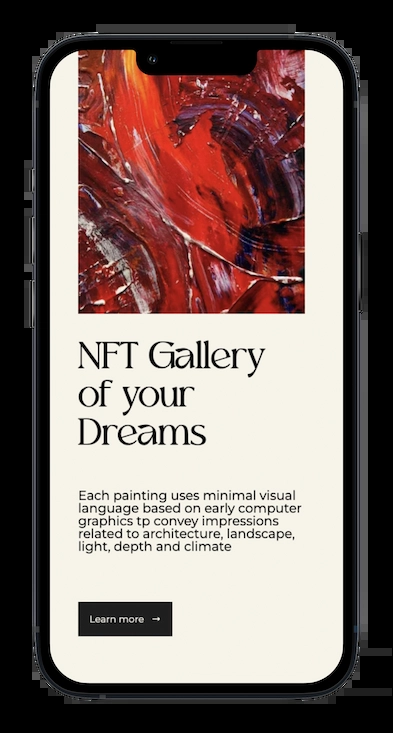 NFT Gallery
of your
Dreams
Each painting uses minimal visual
language based on early computer
graphics tp convey impressions
related to architecture, landscape,
light, depth and climate
Learn more →